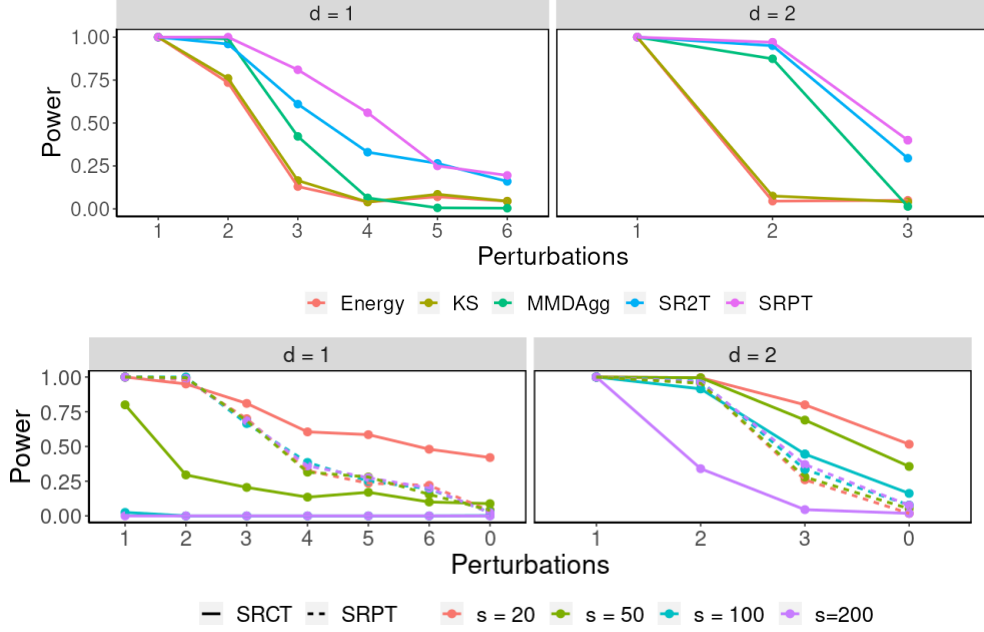 d = 1 d = 2
1.00
0.75
0.50
0.25
0.00
Power
1 2 3 4 5 6 1 2 3
Perturbations
Energy KS MMDAgg SR2T SRPT
d = 1 d = 2
1.00
0.75
0.50
0.25
0.00
Power
1 2 3 4 5 6 0 1 2 3 0
Perturbations
SRCT SRPT s = 20 s = 50 s = 100 s=200